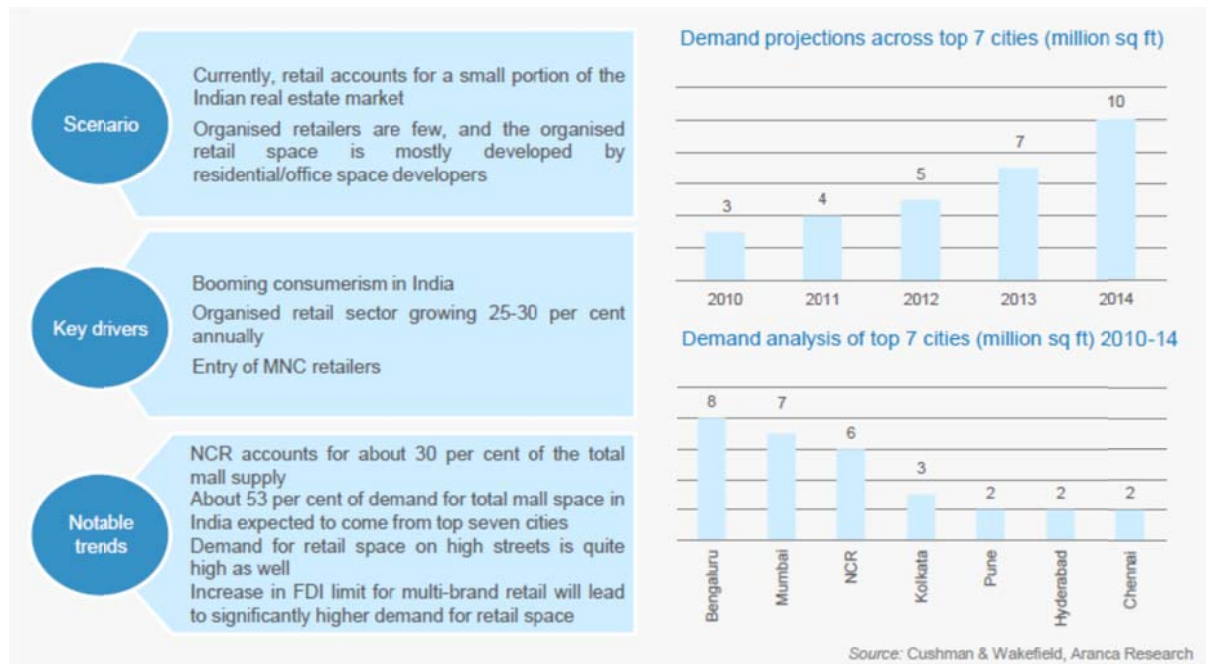 Scenario
Currently, retail accounts for a small portion of the
Indian real estate market
Organised retailers are few, and the organised
retail space is mostly developed by
residential/office space developers
Key drivers
Booming consumerism in India
Organised retail sector growing 25-30 per cent
annually
Entry of MNC retailers
Notable
trends
NCR accounts for about 30 per cent of the total
mall supply
About 53 per cent of demand for total mall space in
India expected to come from top seven cities
Demand for retail space on high streets is quite
high as well
Increase in FDI limit for multi-brand retail will lead
to significantly higher demand for retail space
Demand projections across top 7 cities (million sq ft)
3
4
5
7
10
2010
2011
2012
2013
2014
Demand analysis of top 7 cities (million sq ft) 2010-14
8
7
6
3
2
2
2
Bengaluru
Mumbai
NCR
Kolkata
Pune
Hyderabad
Chennai
Source: Cushman & Wakefield, Aranca Research